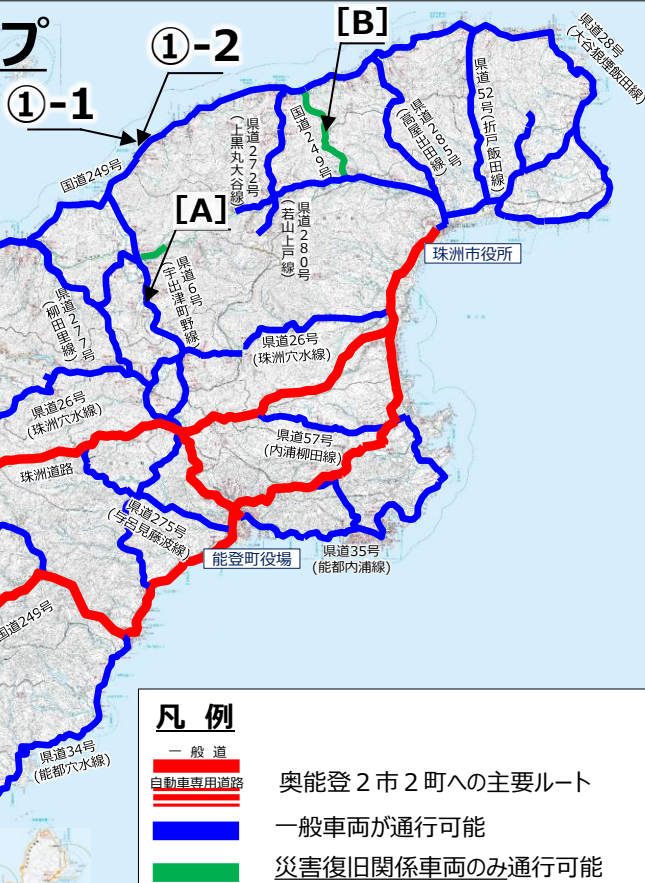 プ
[B]
①-2
①-1
県道28号
(大谷狼煙飯田線)
県道52号(折戸飯田線)
県道285号
(高屋出田線)
国道249号
県道272号
(上黒丸大谷線)
国道249号
[A]
県道280号
(若山上戸線)
珠洲市役所
県道6号
(宇出津町野線)
県道277号
(柳田里線)
県道26号
(珠洲穴水線)
県道26号
(珠洲穴水線)
県道57号
(内浦柳田線)
珠洲道路
県道275号
(与呂見藤波線)
能登町役場
県道35号
(能都内浦線)
国道249号
県道34号
(能都穴水線)
凡 例
一 般 道
自動車専用道路
奥能登２市２町への主要ルート
一般車両が通行可能
災害復旧関係車両のみ通行可能